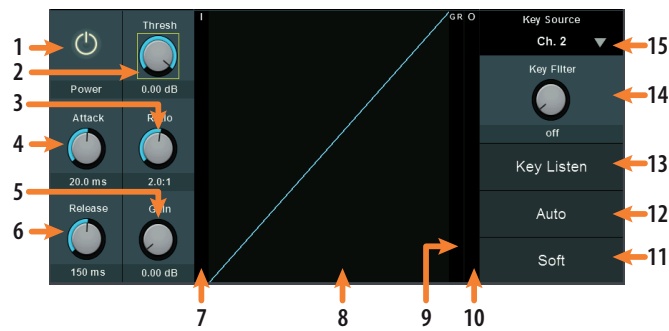 1
2
3
4
5
6
Thresh
Power
0.00 dB
Attack
Ratio
20.0 ms
2.0:1
Release
Gain
150 ms
0.00 dB
I
GR O
Key Source
Ch. 2
Key Filter
off
Key Listen
Auto
Soft
15
14
13
12
11
7
8
9
10